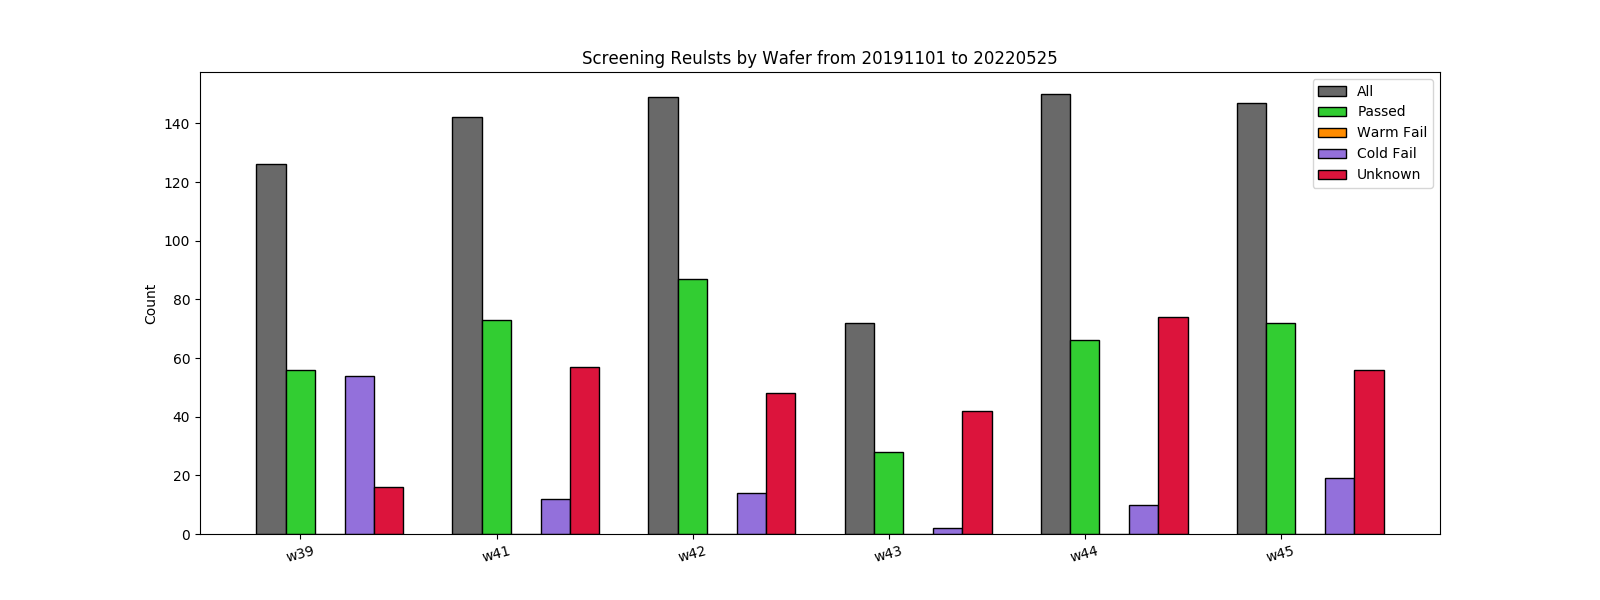 Screening Reulsts by Wafer from 20191101 to 20220525
All
Passed
Warm Fail
Cold Fail
Unknown
Count
140
120
100
80
60
40
20
0
w39
w41
w42
w43
w44
w45